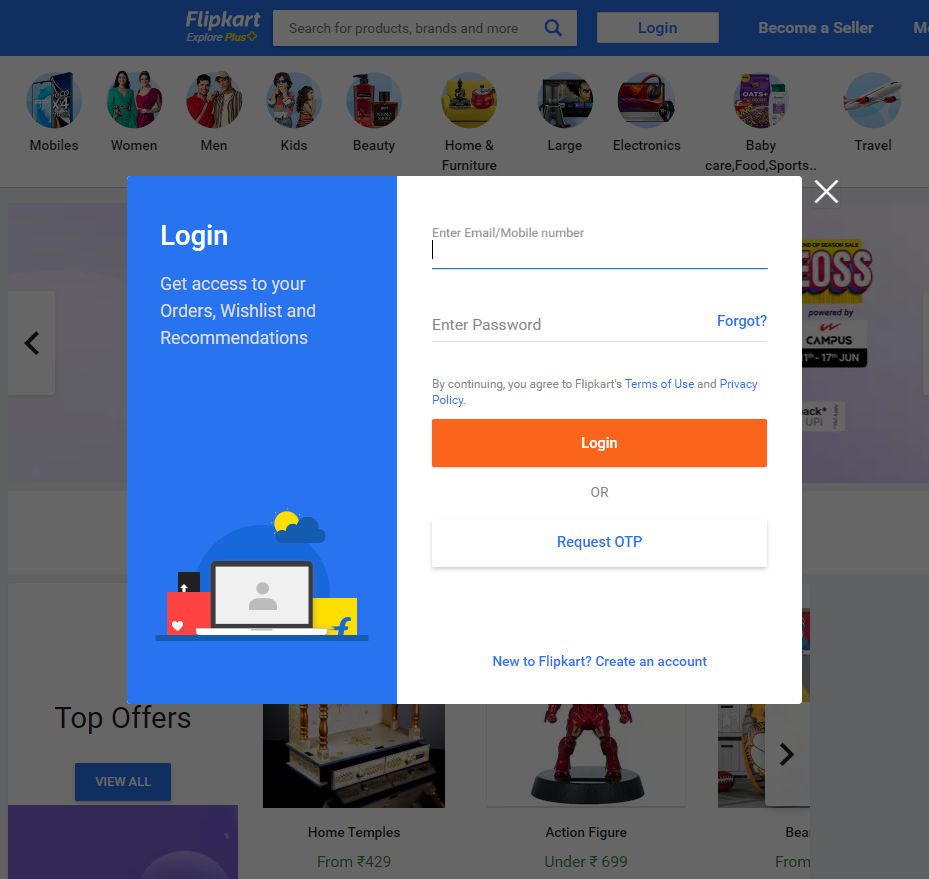 Flipkart
Explore Plus
Search for products, brands and more
Login
Become a Seller
Mobiles
Women
Men
Kids
Beauty
Home &
Furniture
Large
Electronics
Baby
care,Food,Sports..
Travel
Login
Get access to your
Orders, Wishlist and
Recommendations
Enter Email/Mobile number
Enter Password
Forgot?
By continuing, you agree to Flipkart's Terms of Use and Privacy
Policy.
Login
OR
Request OTP
New to Flipkart? Create an account
END OF SEASON SALE
EOSS
powered by
CAMPUS
17 JUN
UPI
Top Offers
VIEW ALL
Home Temples
From ₹429
Action Figure
Under ₹ 699
From